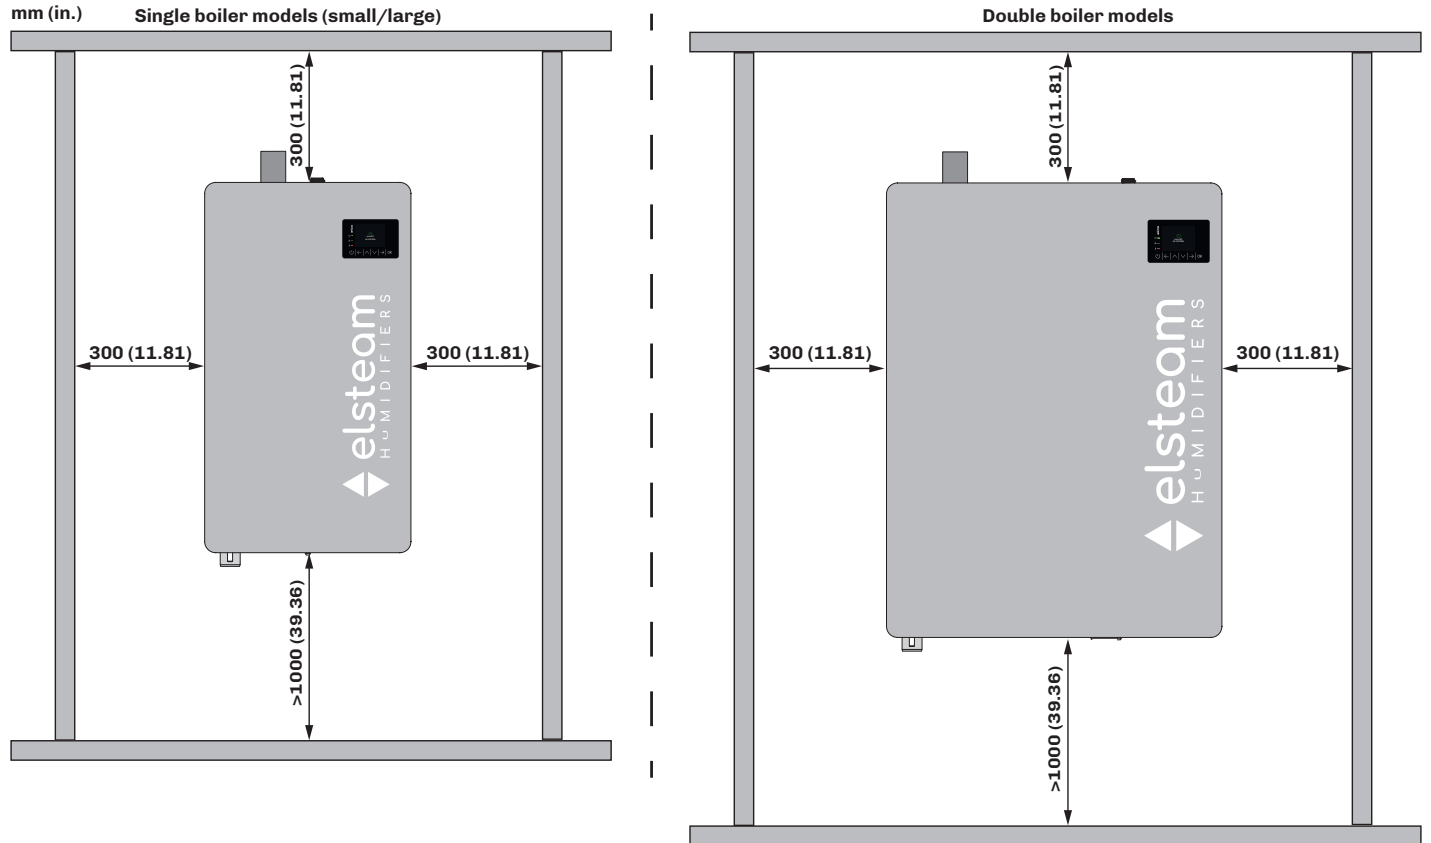 mm (in.)
Single boiler models (small/large)
300 (11.81)
300 (11.81)
300 (11.81)
elsteam
HUMIDIFIERS
>1000 (39.36)
Double boiler models
300 (11.81)
300 (11.81)
300 (11.81)
elsteam
HUMIDIFIERS
>1000 (39.36)